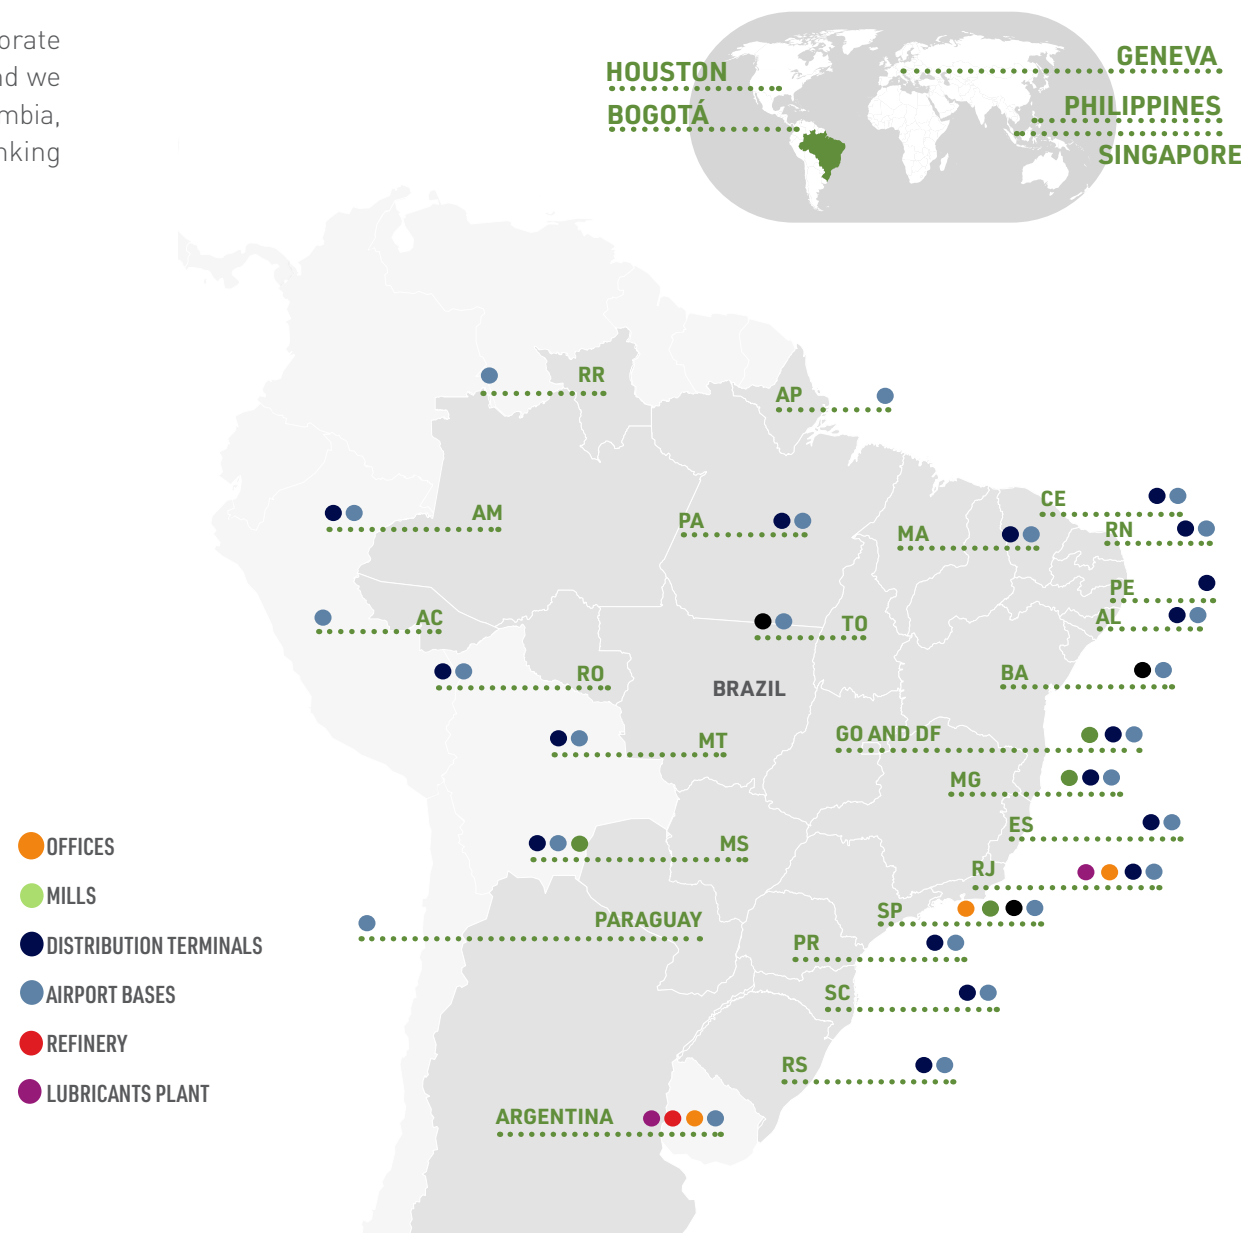 orate
nd we
mbia,
nking
HOUSTON
BOGOTÁ
GENEVA
PHILIPPINES
SINGAPORE
RR
AP
CE
AM
PA
MA
RN
PE
AC
TO
AL
RO
BRAZIL
BA
MT
GO AND DF
MG
ES
MS
RJ
PARAGUAY
SP
PR
SC
RS
ARGENTINA
OFFICES
MILLS
DISTRIBUTION TERMINALS
AIRPORT BASES
REFINERY
LUBRICANTS PLANT